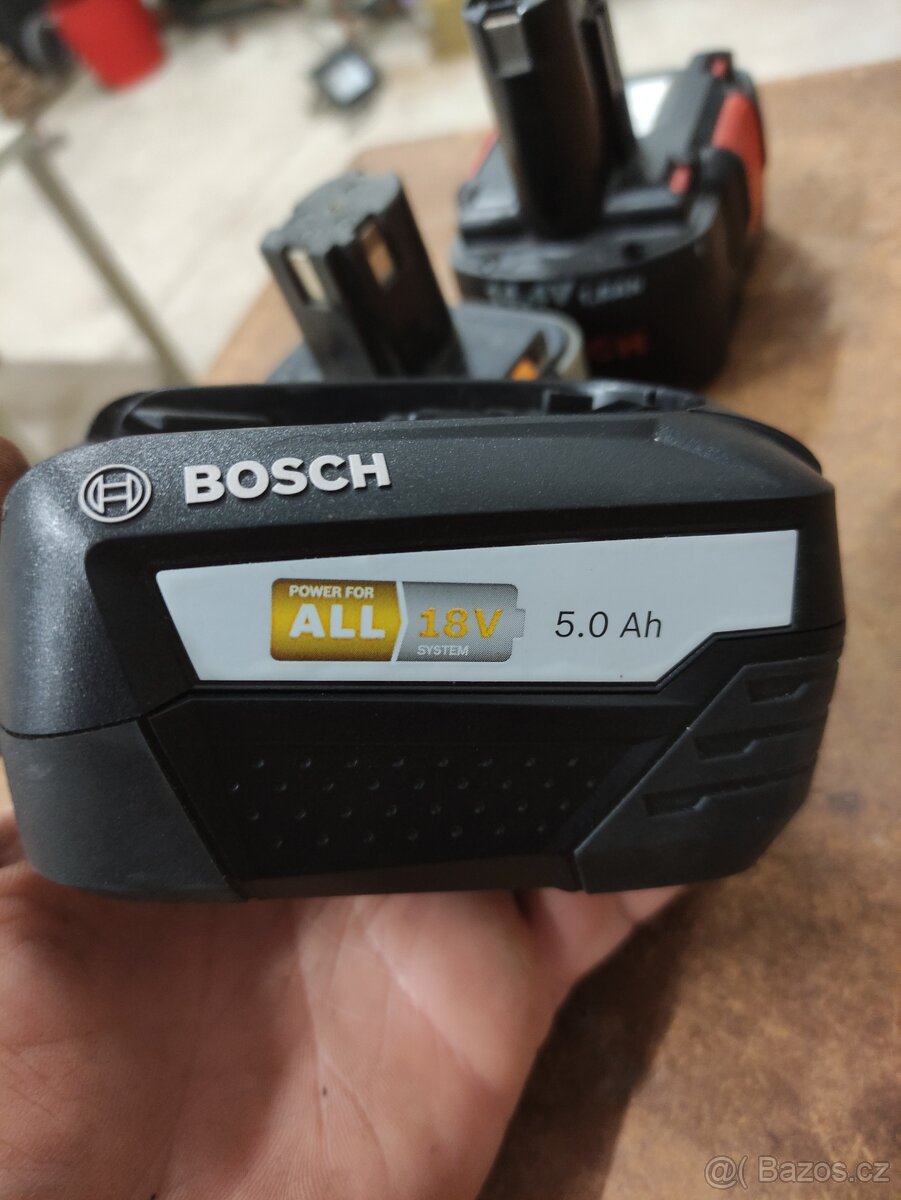 BOSCH
POWER FOR
ALL 18V
SYSTEM
5.0 Ah
@( Bazos.cz